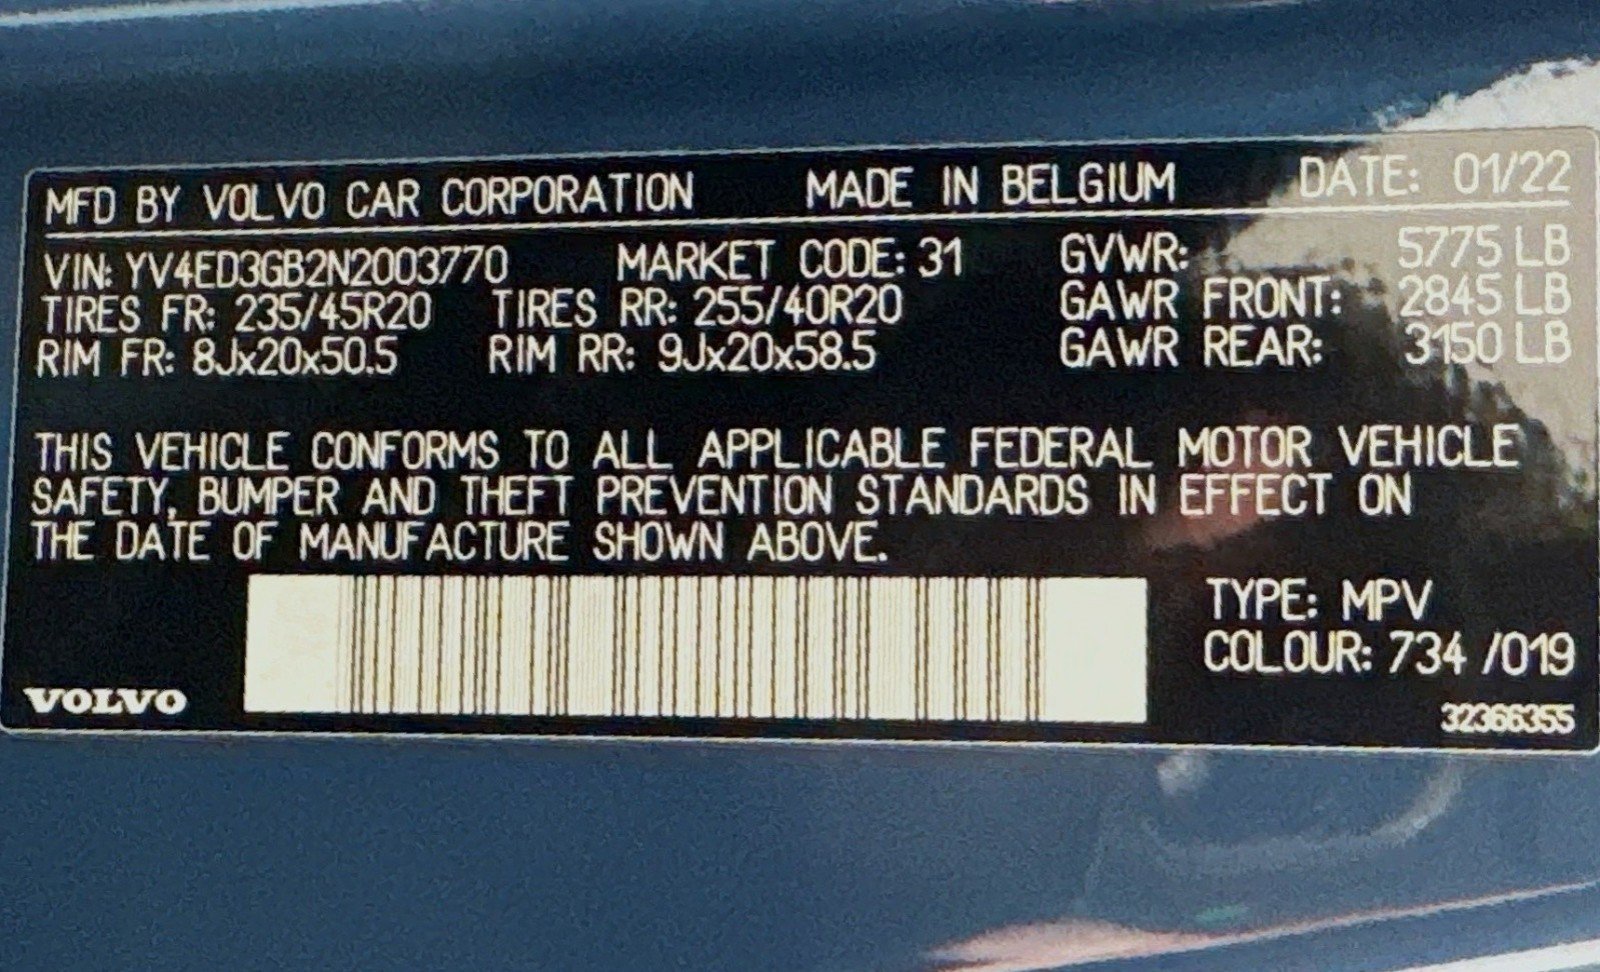 MFD BY VOLVO CAR CORPORATION MADE IN BELGIUM DATE: 01/22
VIN: YV4ED3GB2N2003770 MARKET CODE: 31 GVWR: 5775 LB
TIRES FR: 235/45R20 TIRES RR: 255/40R20 GAWR FRONT: 2845 LB
RIM FR: 8Jx20x50.5 RIM RR: 9Jx20x58.5 GAWR REAR: 3150 LB
THIS VEHICLE CONFORMS TO ALL APPLICABLE FEDERAL MOTOR VEHICLE
SAFETY, BUMPER AND THEFT PREVENTION STANDARDS IN EFFECT ON
THE DATE OF MANUFACTURE SHOWN ABOVE.
TYPE: MPV
COLOUR: 734 /019
VOLVO
32366355